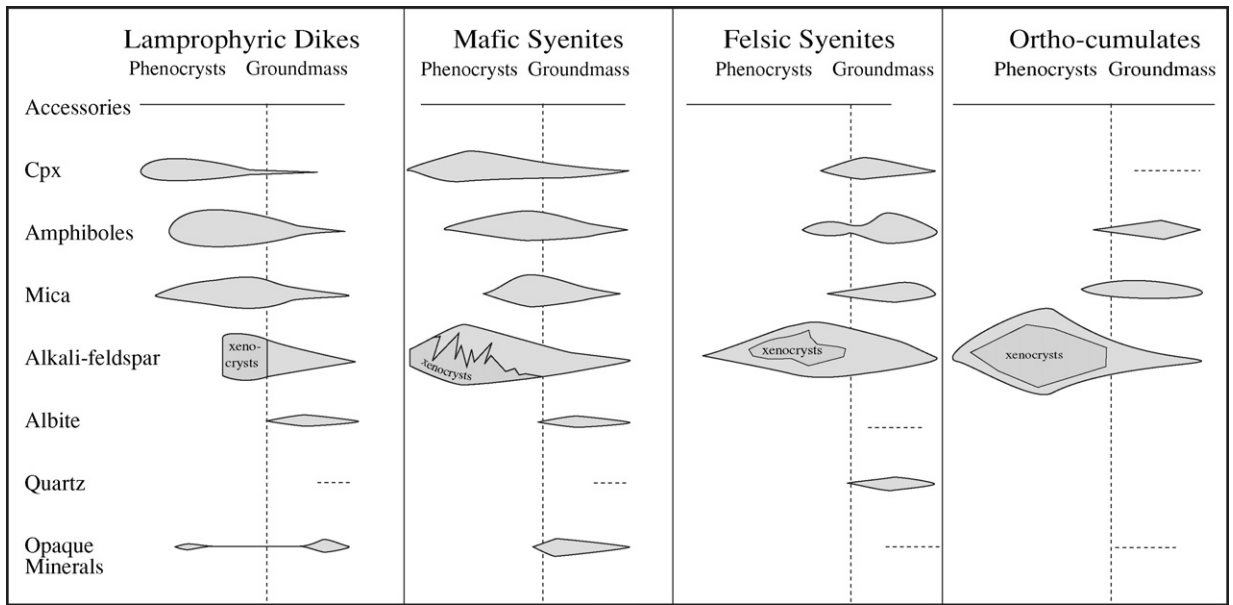 Lamprophyric Dikes Mafic Syenites Felsic Syenites Ortho-cumulates
Phenocrysts Groundmass Phenocrysts Groundmass Phenocrysts Groundmass Phenocrysts Groundmass
Accessories
Cpx
Amphiboles
Mica
Alkali-feldspar
xeno-
crysts
xenocrysts
xenocrysts
xenocrysts
Albite
Quartz
Opaque
Minerals